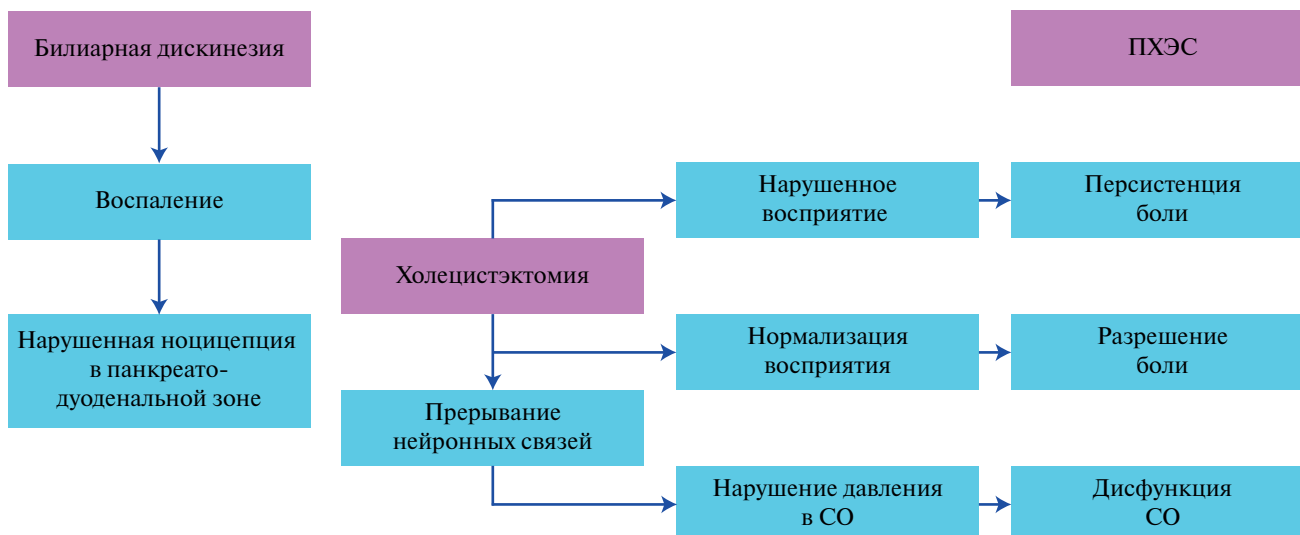 Билиарная дискинезия
ПХЭС
Воспаление
Нарушенное
восприятие
Персистенция
боли
Холецистэктомия
Нарушенная ноцицепция
в панкреато-
дуоденальной зоне
Нормализация
восприятия
Разрешение
боли
Прерывание
нейронных связей
Нарушение давления
в СО
Дисфункция
СО